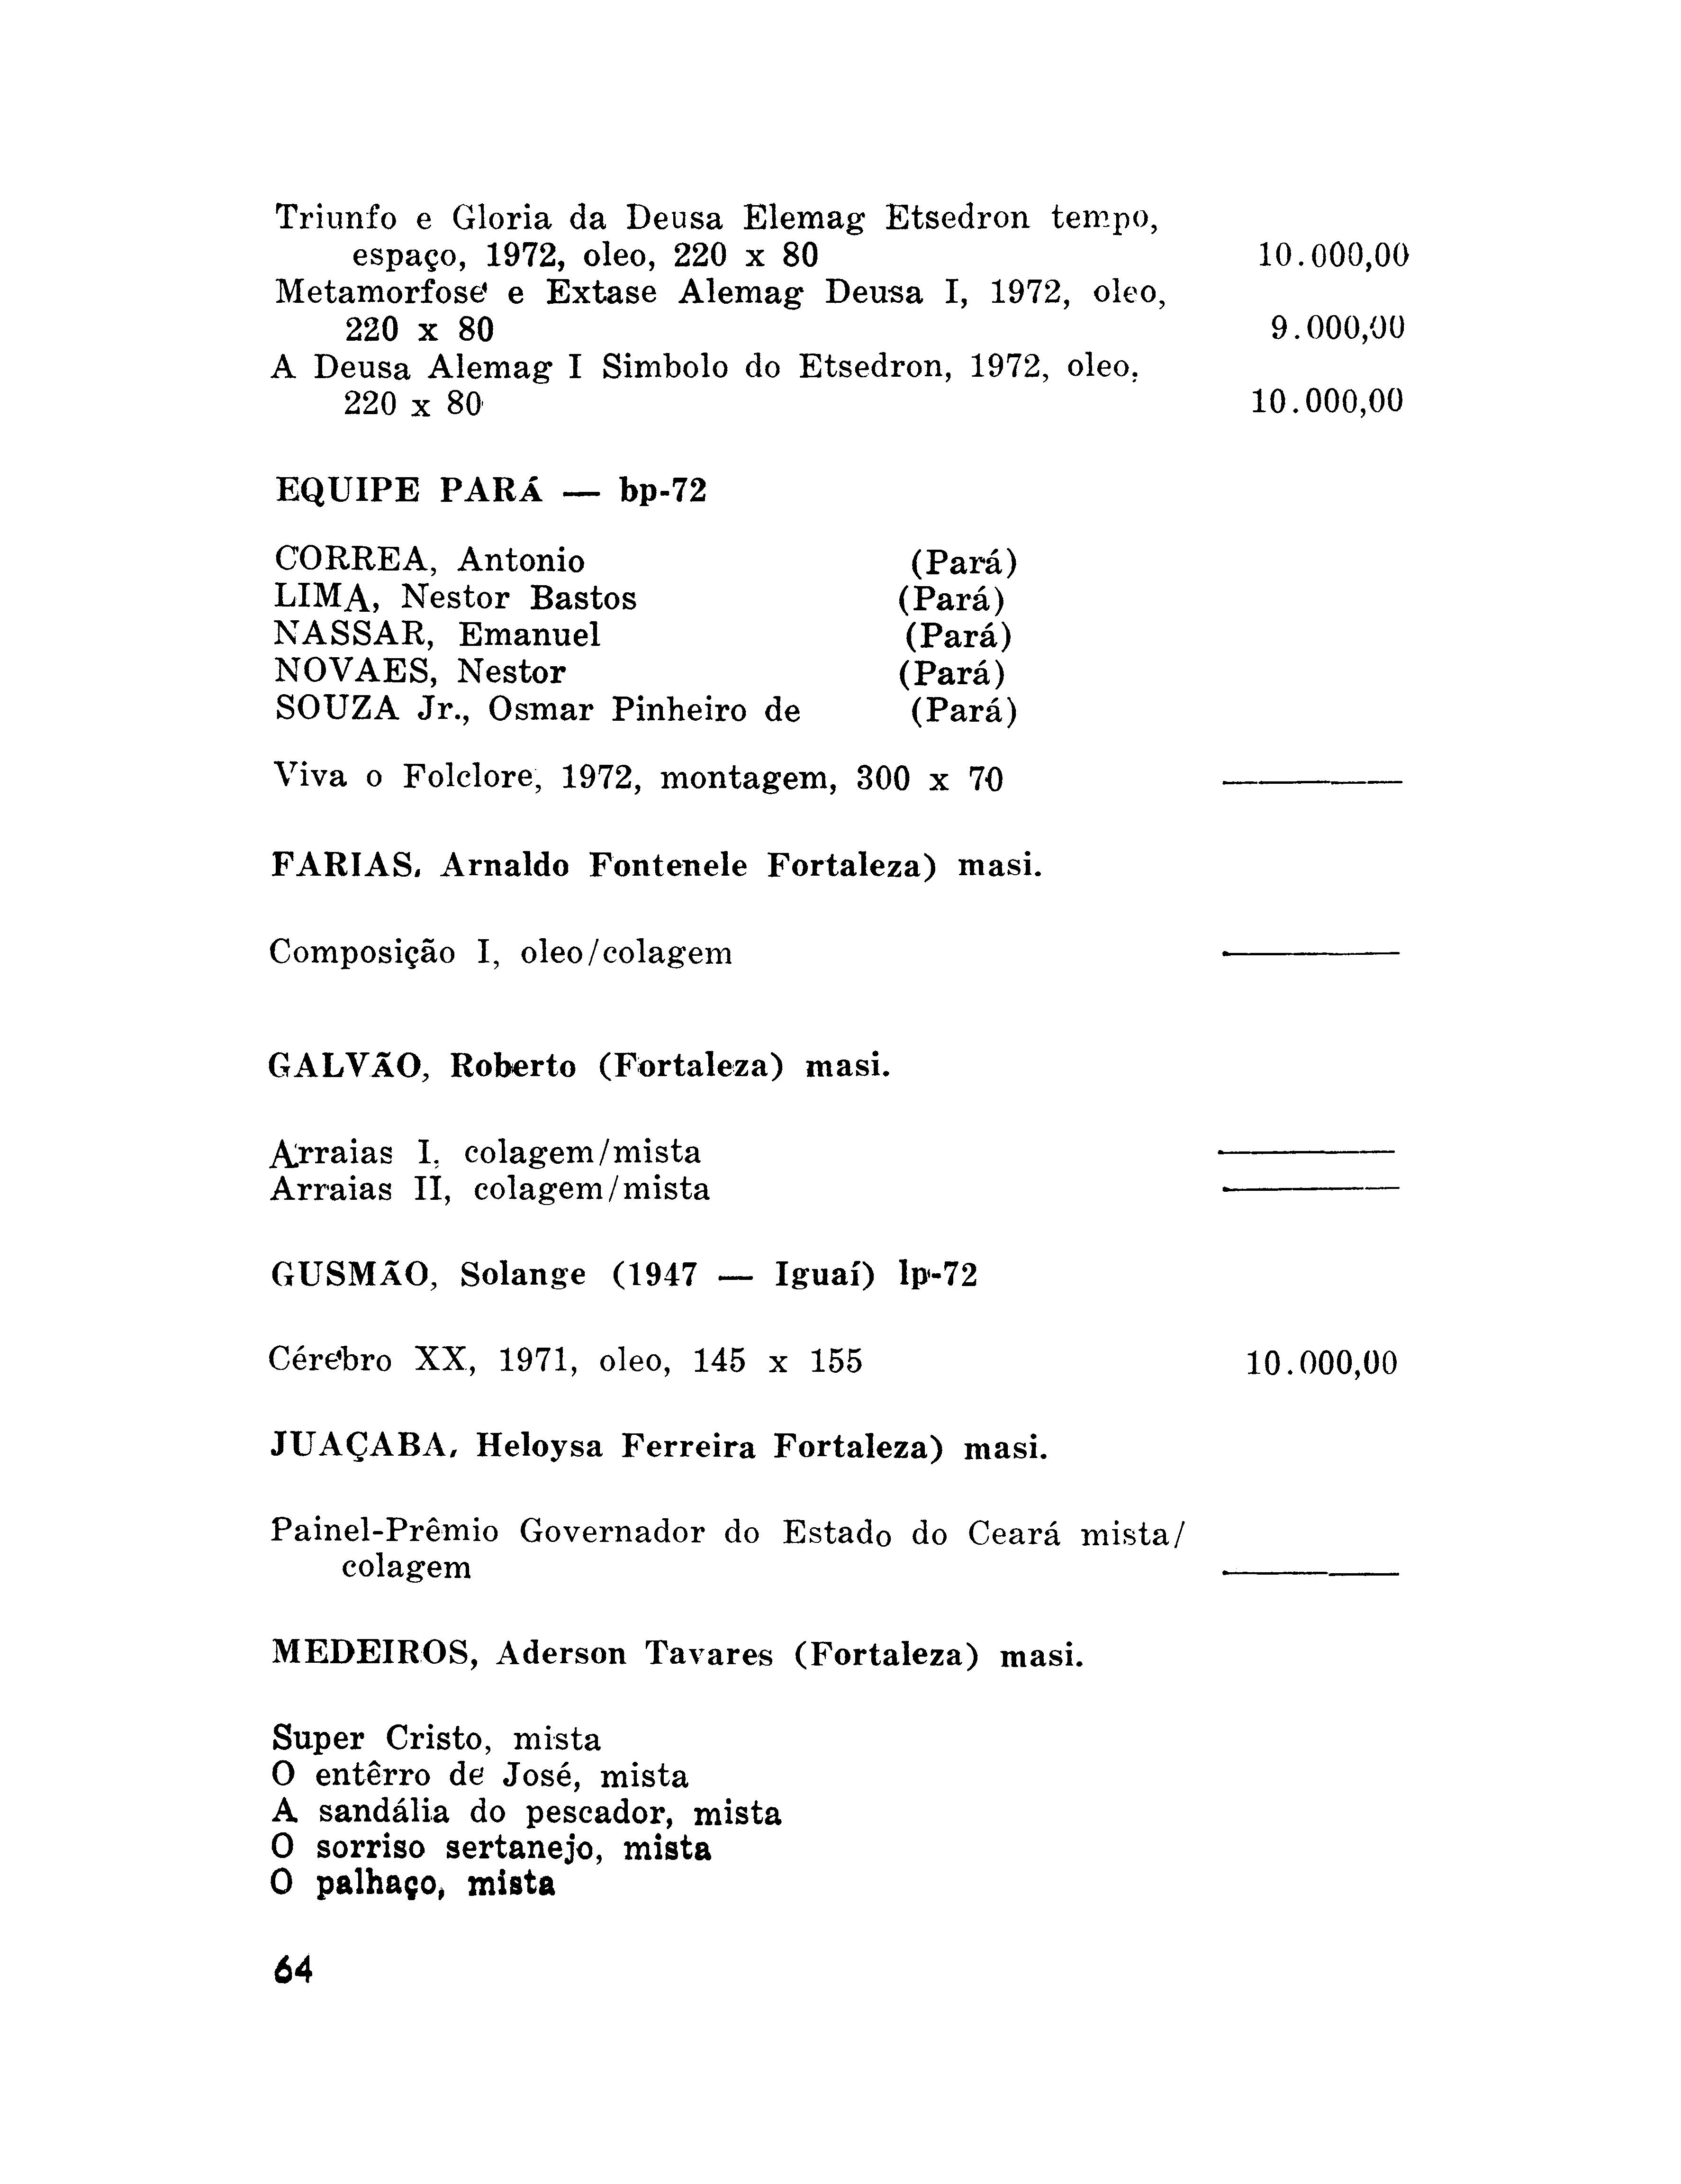 Triunfo e Gloria da Deusa Elemag Etsedron tempo,
espaço, 1972, oleo, 220 x 80 10.000,00
Metamorfose e Extase Alemag Deusa I, 1972, oleo,
220 x 80 9.000,00
A Deusa Alemag I Simbolo do Etsedron, 1972, oleo,
220 x 80 10.000,00
EQUIPE PARÁ — bp-72
CORREA, Antonio (Pará)
LIMA, Nestor Bastos (Pará)
NASSAR, Emanuel (Pará)
NOVAES, Nestor (Pará)
SOUZA Jr., Osmar Pinheiro de (Pará)
Viva o Folclore, 1972, montagem, 300 x 70 ————
FARIAS, Arnaldo Fontenele Fortaleza) masi.
Composição I, oleo/colagem ————
GALVÃO, Roberto (Fortaleza) masi.
Arraias I, colagem/mista ————
Arraias II, colagem/mista ————
GUSMÃO, Solange (1947 — Iguaí) lp-72
Cérebro XX, 1971, oleo, 145 x 155 10.000,00
JUAÇABA, Heloysa Ferreira Fortaleza) masi.
Painel-Prêmio Governador do Estado do Ceará mista/
colagem ————
MEDEIROS, Aderson Tavares (Fortaleza) masi.
Super Cristo, mista
O entêrro de José, mista
A sandália do pescador, mista
O sorriso sertanejo, mista
O palhaço, mista
64